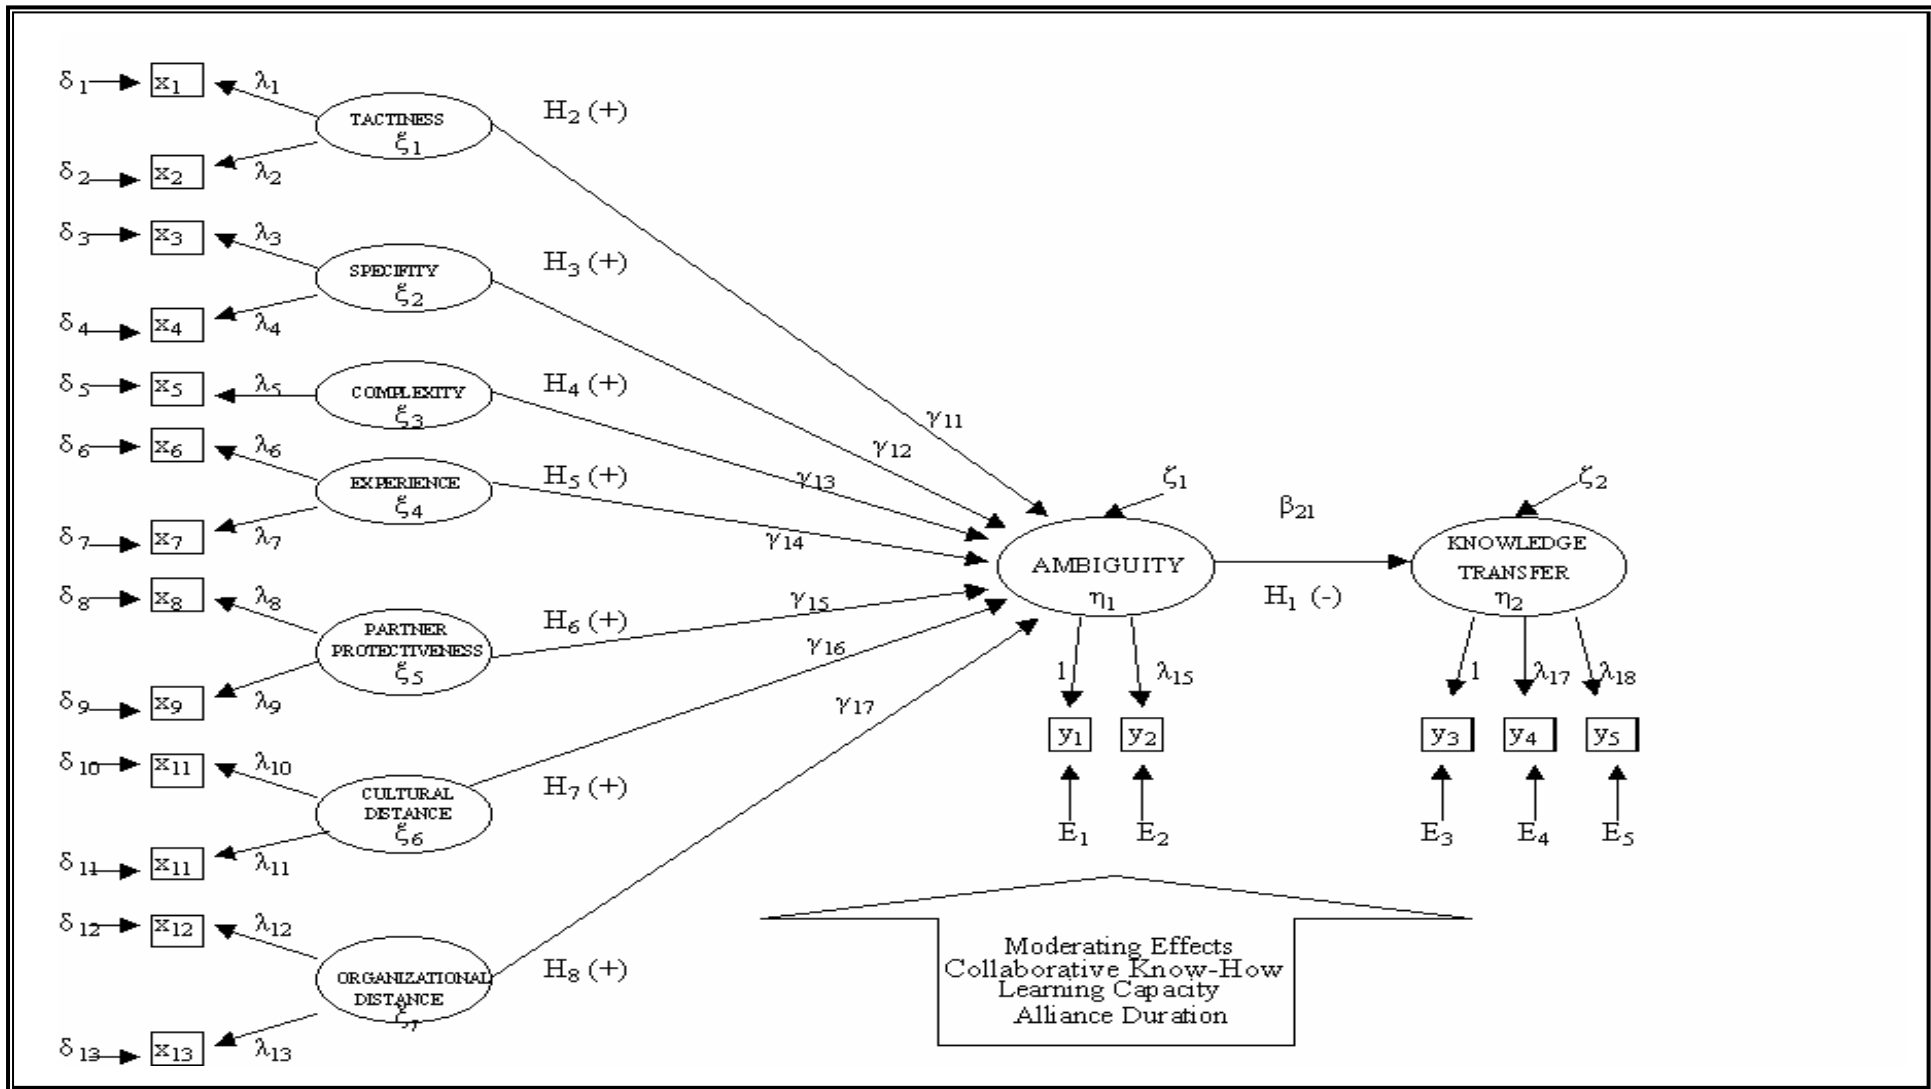 δ1 x1 λ1
TACTINESS
ξ1
H2 (+)
δ2 x2 λ2
δ3 x3 λ3
SPECIFITY
ξ2
H3 (+)
δ4 x4 λ4
δ5 x5 λ5
COMPLEXITY
ξ3
H4 (+)
δ6 x6 λ6
EXPERIENCE
ξ4
H5 (+)
δ7 x7 λ7
δ8 x8 λ8
PARTNER
PROTECTIVENESS
ξ5
H6 (+)
δ9 x9 λ9
δ10 x11 λ10
CULTURAL
DISTANCE
ξ6
H7 (+)
δ11 x11 λ11
δ12 x12 λ12
ORGANIZATIONAL
DISTANCE
ξ7
H8 (+)
δ13 x13 λ13
γ11
γ12
γ13
γ14
γ15
γ16
γ17
ζ1
AMBIGUITY
η1
β21
H1 (-)
ζ2
KNOWLEDGE
TRANSFER
η2
1 λ15
y1 y2
E1 E2
1 λ17 λ18
y3 y4 y5
E3 E4 E5
Moderating Effects
Collaborative Know-How
Learning Capacity
Alliance Duration